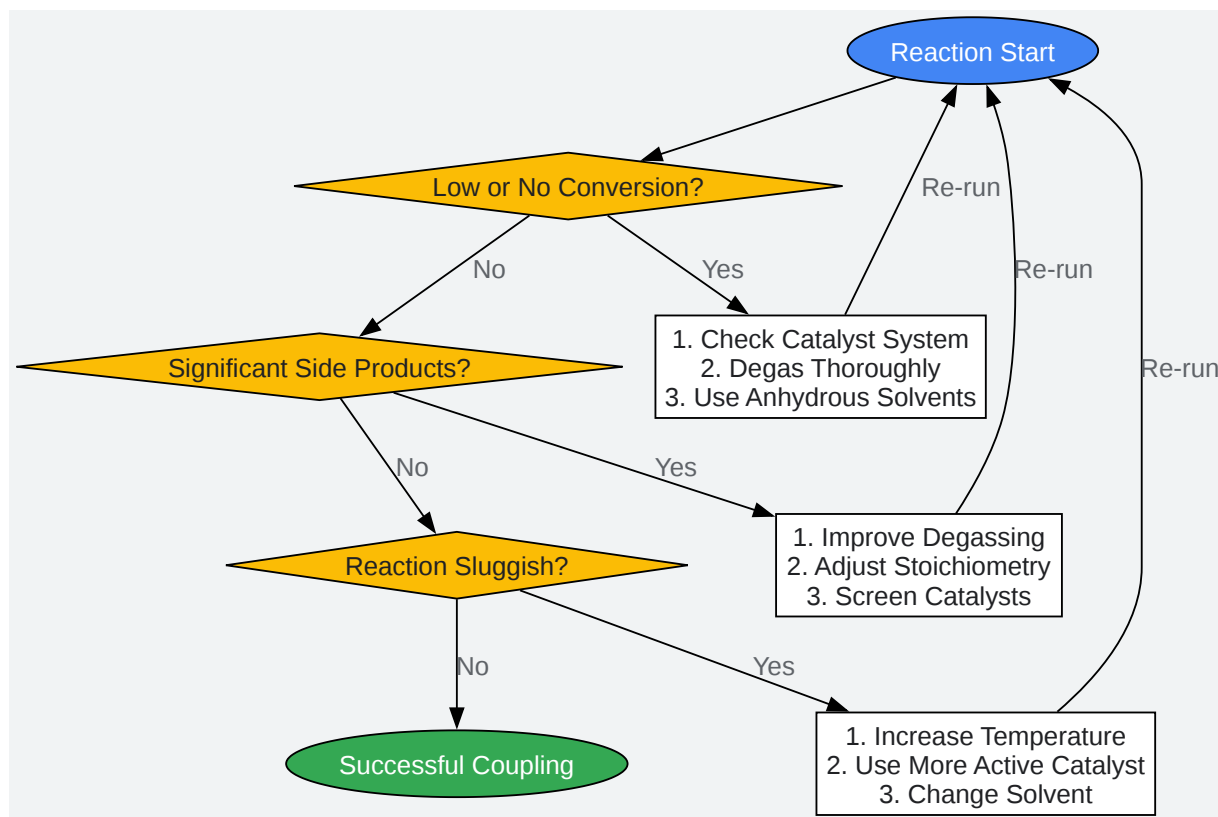 Reaction Start
Low or No Conversion?
Re-run
No
Yes
Re-run
1. Check Catalyst System
2. Degas Thoroughly
3. Use Anhydrous Solvents
Significant Side Products?
Re-run
No
Yes
1. Improve Degassing
2. Adjust Stoichiometry
3. Screen Catalysts
Reaction Sluggish?
No
Yes
1. Increase Temperature
2. Use More Active Catalyst
3. Change Solvent
Successful Coupling